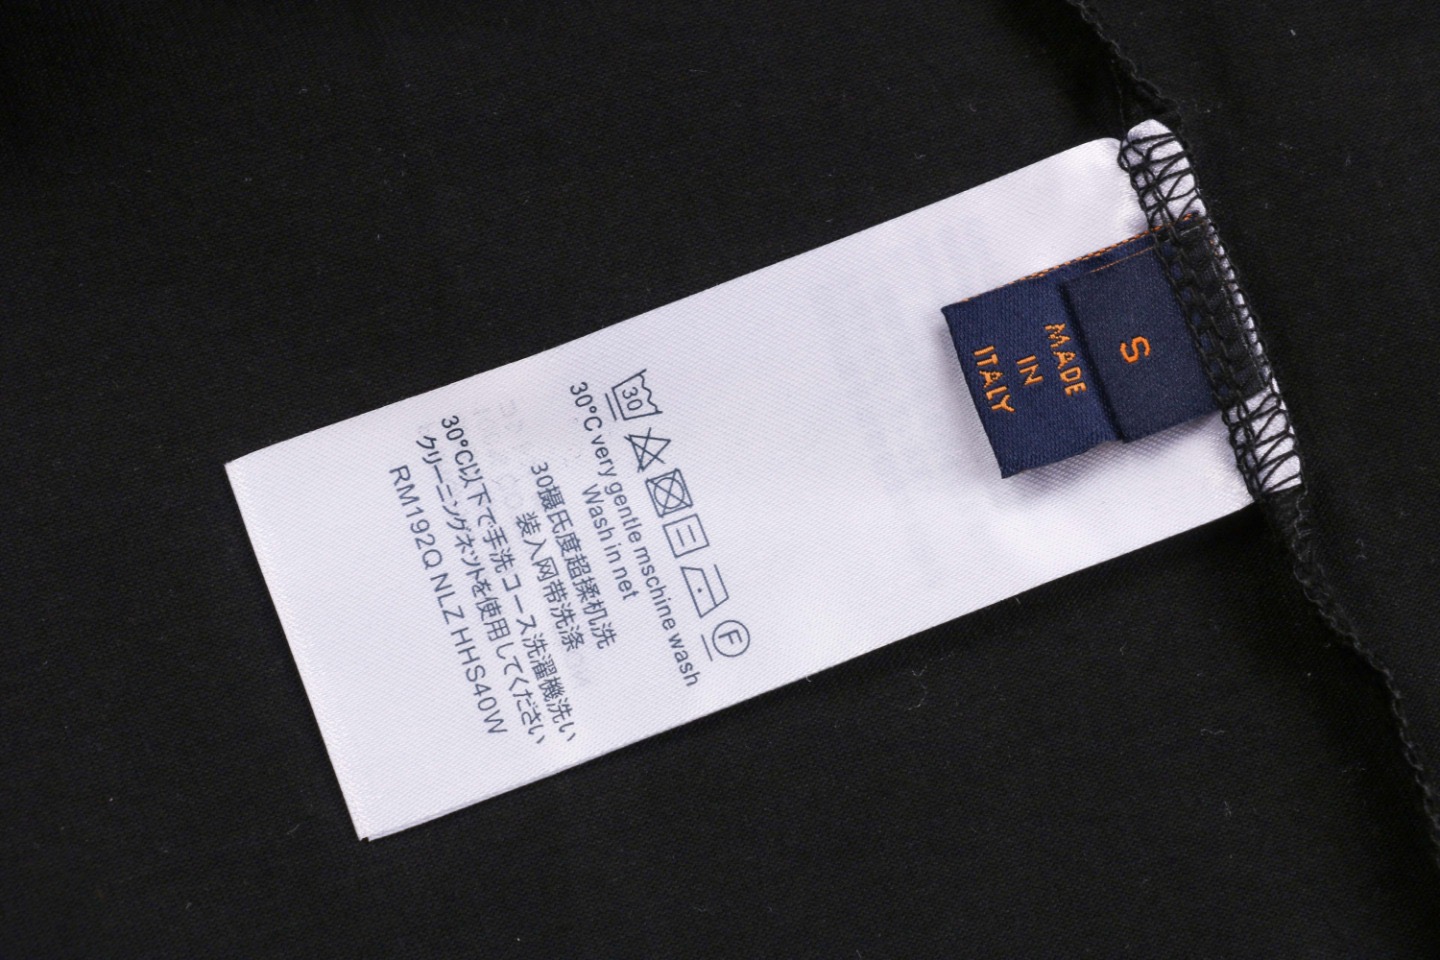 S
MADE
IN
ITALY
30
F
30°C very gentle mschine wash
Wash in net
30摄氏度超揉机洗
装入网带洗涤
30°C以下で手洗コース洗濯機洗い
クリーニングネットを使用してください
RM192Q NLZ HHS40W